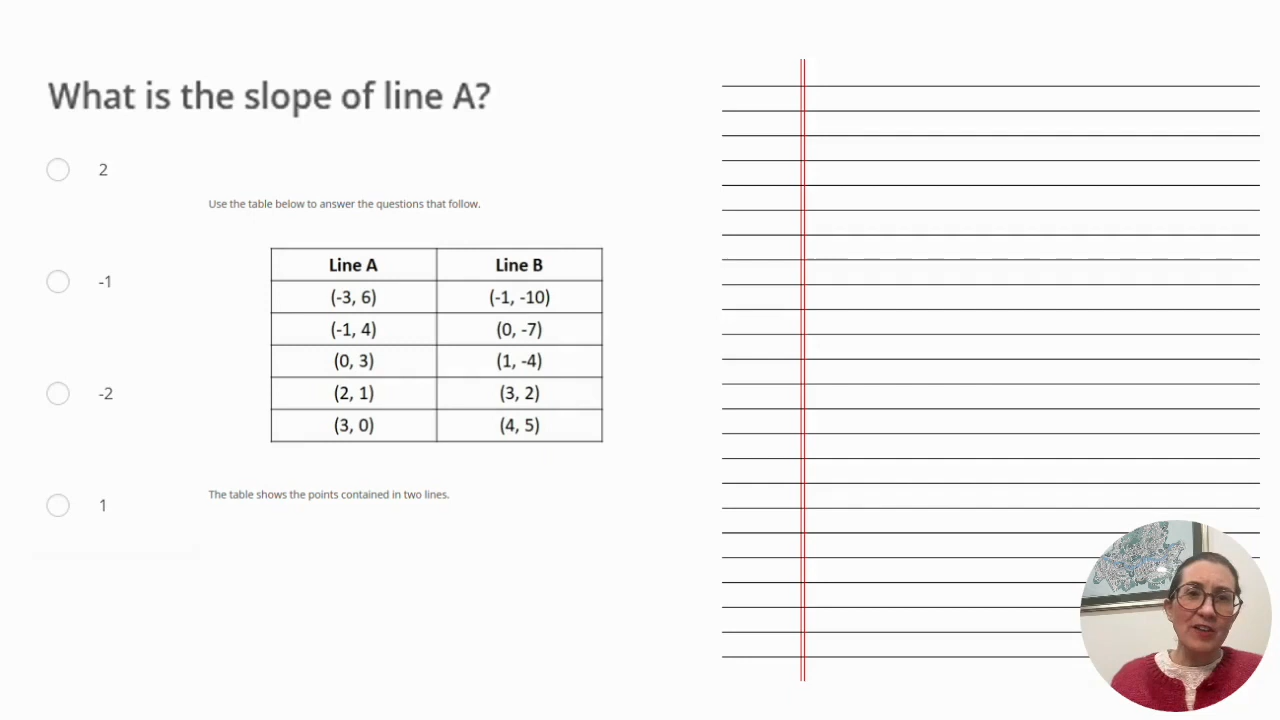 What is the slope of line A?
2
Use the table below to answer the questions that follow.
Line A Line B
(-3, 6) (-1, -10)
-1
(-1, 4) (0, -7)
(0, 3) (1, -4)
-2
(2, 1) (3, 2)
(3, 0) (4, 5)
The table shows the points contained in two lines.
1